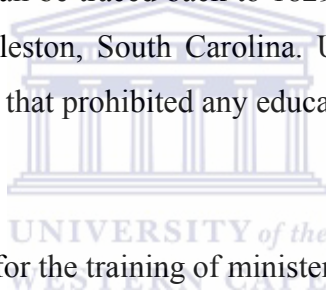 an be traced back to 1829
leston, South Carolina. U
that prohibited any educa
UNIVERSITY of the
for the training of minister
WESTERN CAPE